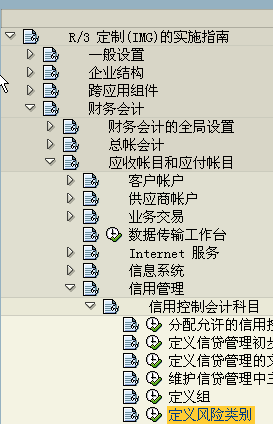 R/3 定制(IMG)的实施指南
一般设置
企业结构
跨应用组件
财务会计
财务会计的全局设置
总帐会计
应收帐目和应付帐目
客户帐户
供应商帐户
业务交易
数据传输工作台
Internet 服务
信息系统
信用管理
信用控制会计科目
分配允许的信用控
定义信贷管理初步
定义信贷管理的文
维护信贷管理中三
定义组
定义风险类别